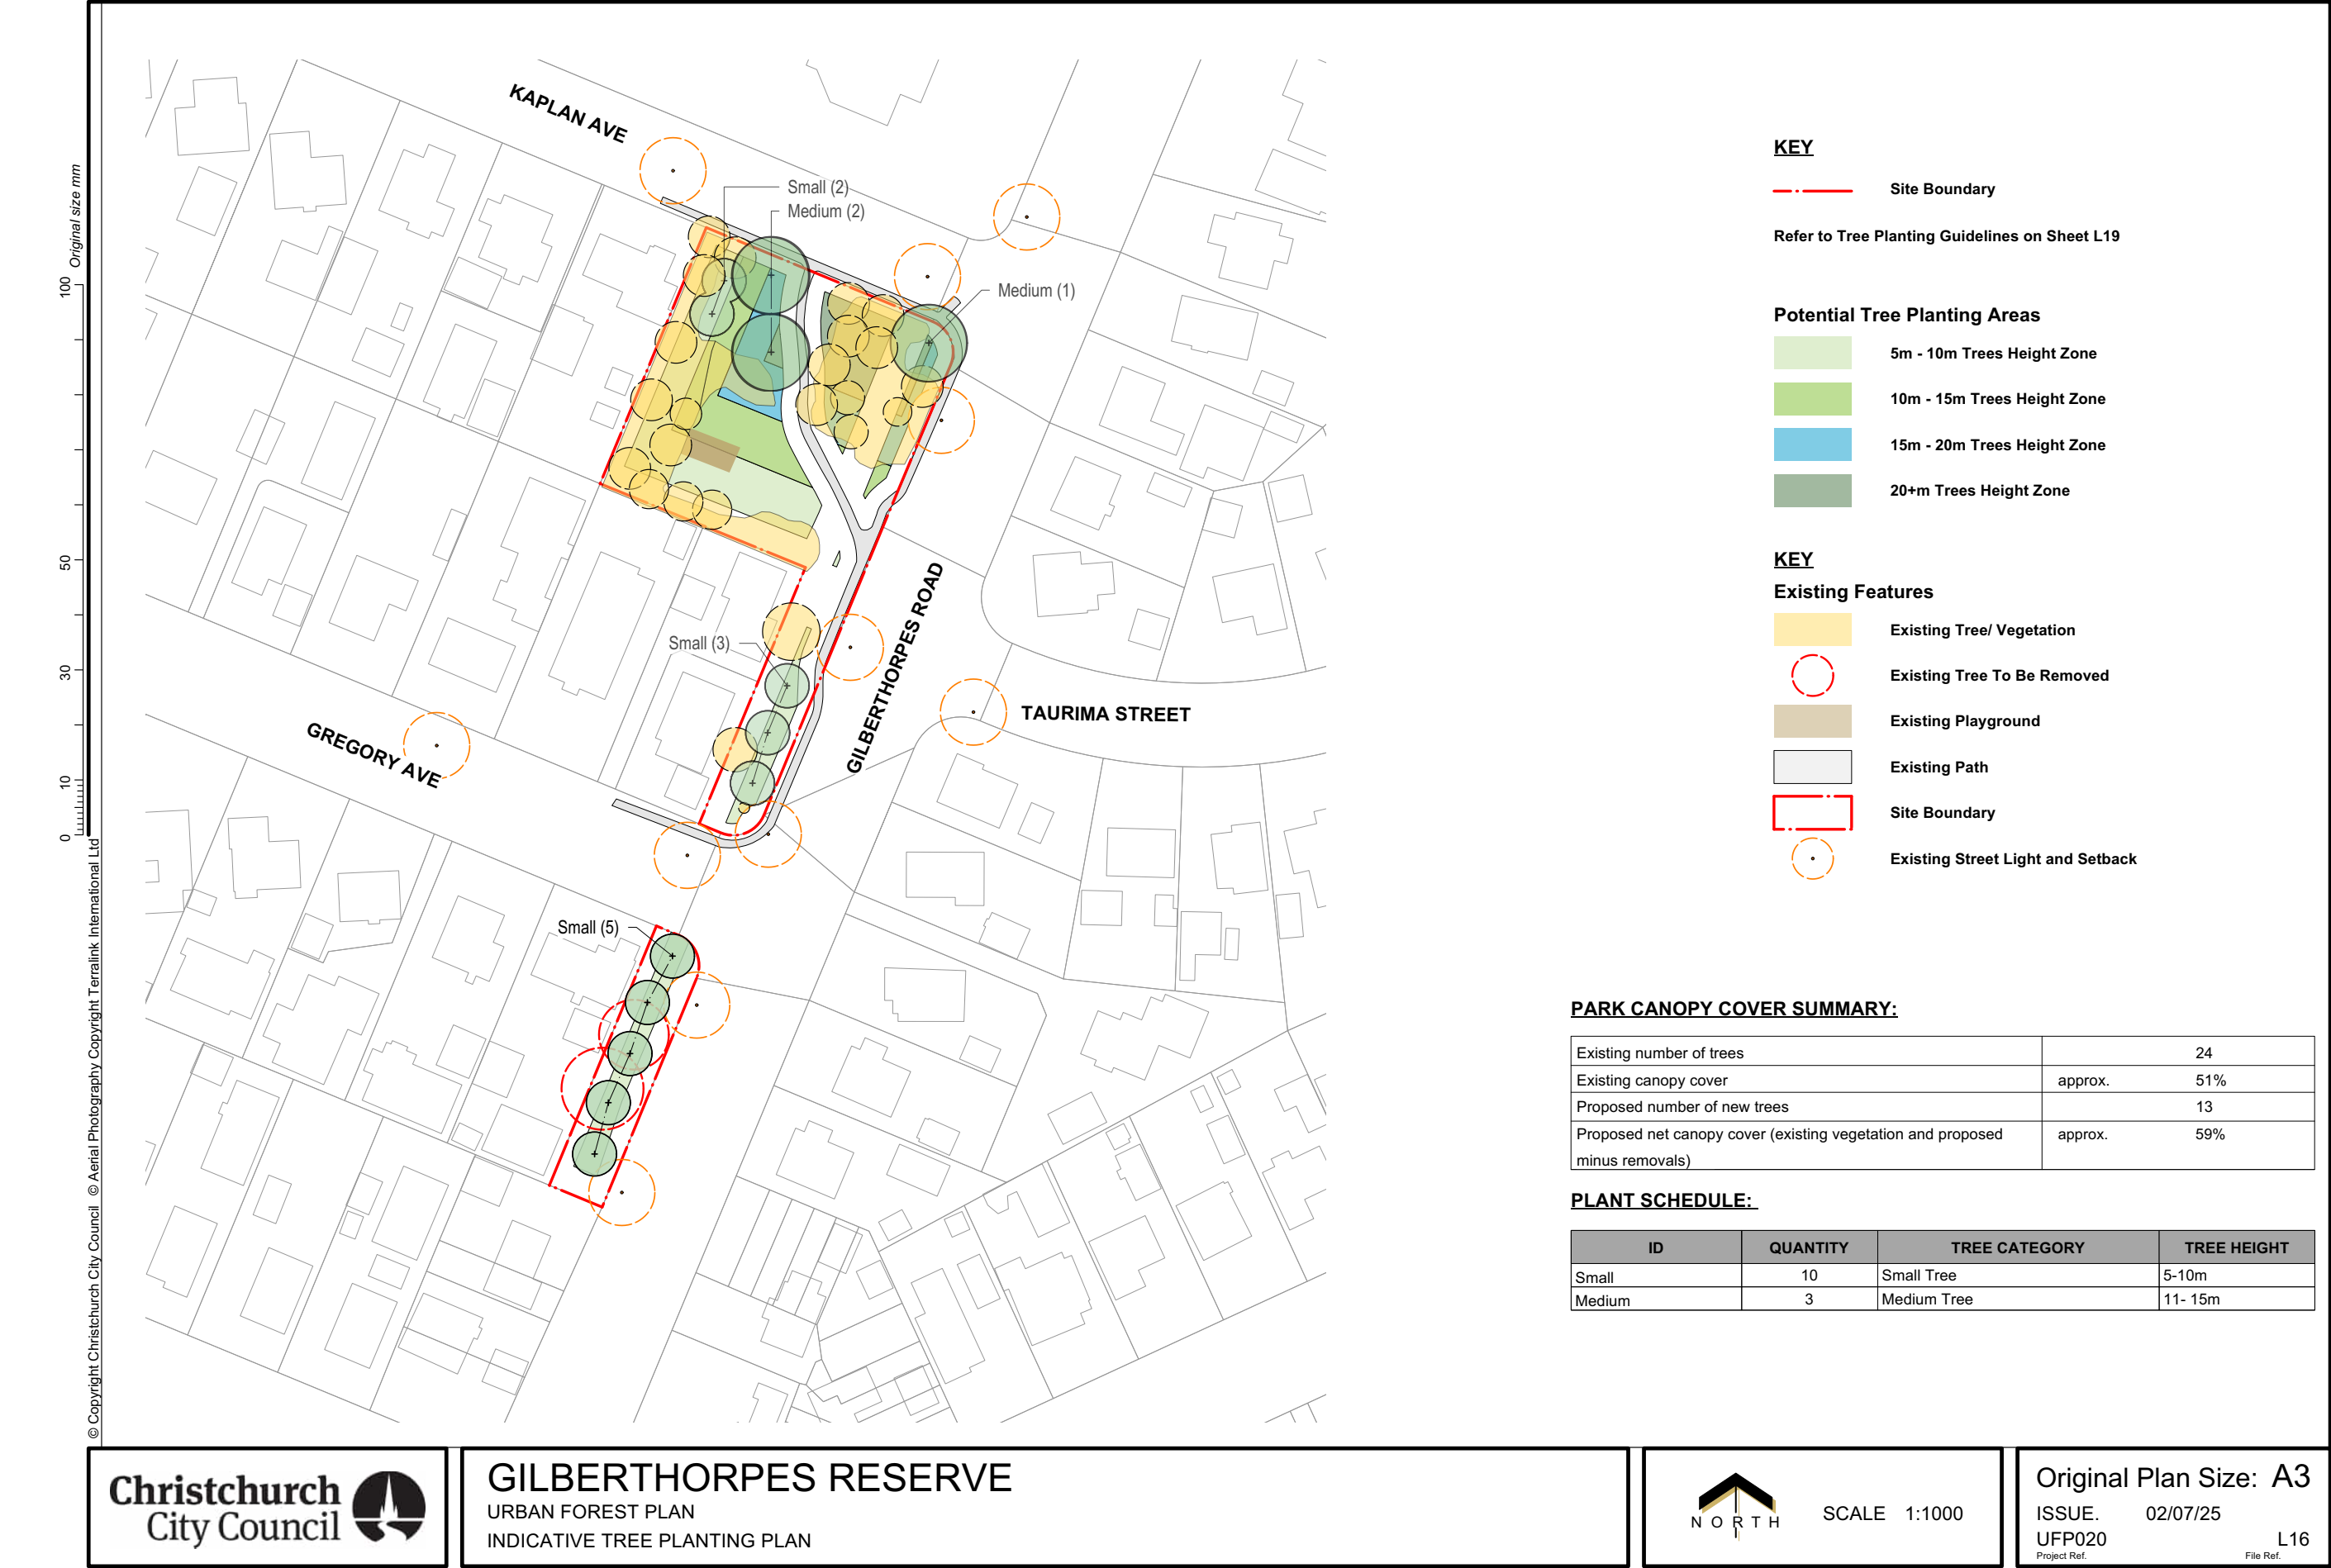 KAPLAN AVE
Small (2)
Medium (2)
Medium (1)
Small (3)
GILBERTHORPES ROAD
TAURIMA STREET
GREGORY AVE
Small (5)
Original size mm
100
50
30
10
0
© Copyright Christchurch City Council © Aerial Photography Copyright Terralink International Ltd
KEY
Site Boundary
Refer to Tree Planting Guidelines on Sheet L19
Potential Tree Planting Areas
5m - 10m Trees Height Zone
10m - 15m Trees Height Zone
15m - 20m Trees Height Zone
20+m Trees Height Zone
KEY
Existing Features
Existing Tree/ Vegetation
Existing Tree To Be Removed
Existing Playground
Existing Path
Site Boundary
Existing Street Light and Setback
PARK CANOPY COVER SUMMARY:
Existing number of trees 24
Existing canopy cover approx. 51%
Proposed number of new trees 13
Proposed net canopy cover (existing vegetation and proposed approx. 59%
minus removals)
PLANT SCHEDULE:
ID QUANTITY TREE CATEGORY TREE HEIGHT
Small 10 Small Tree 5-10m
Medium 3 Medium Tree 11- 15m
Christchurch
City Council
GILBERTHORPES RESERVE
URBAN FOREST PLAN
INDICATIVE TREE PLANTING PLAN
NORTH
SCALE 1:1000
Original Plan Size: A3
ISSUE. 02/07/25
UFP020 L16
Project Ref. File Ref.